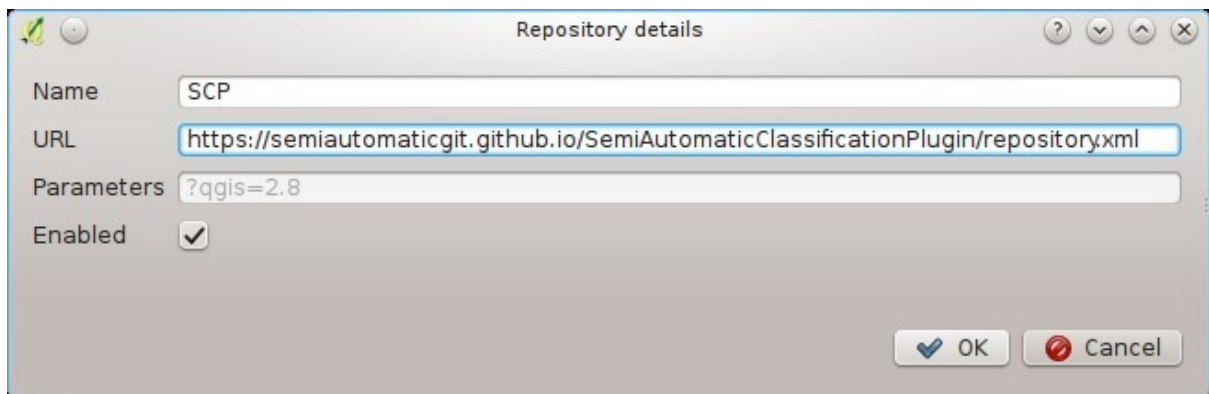 Repository details
Name SCP
URL https://semiautomaticgit.github.io/SemiAutomaticClassificationPlugin/repository.xml
Parameters ?qgis=2.8
Enabled
OK Cancel